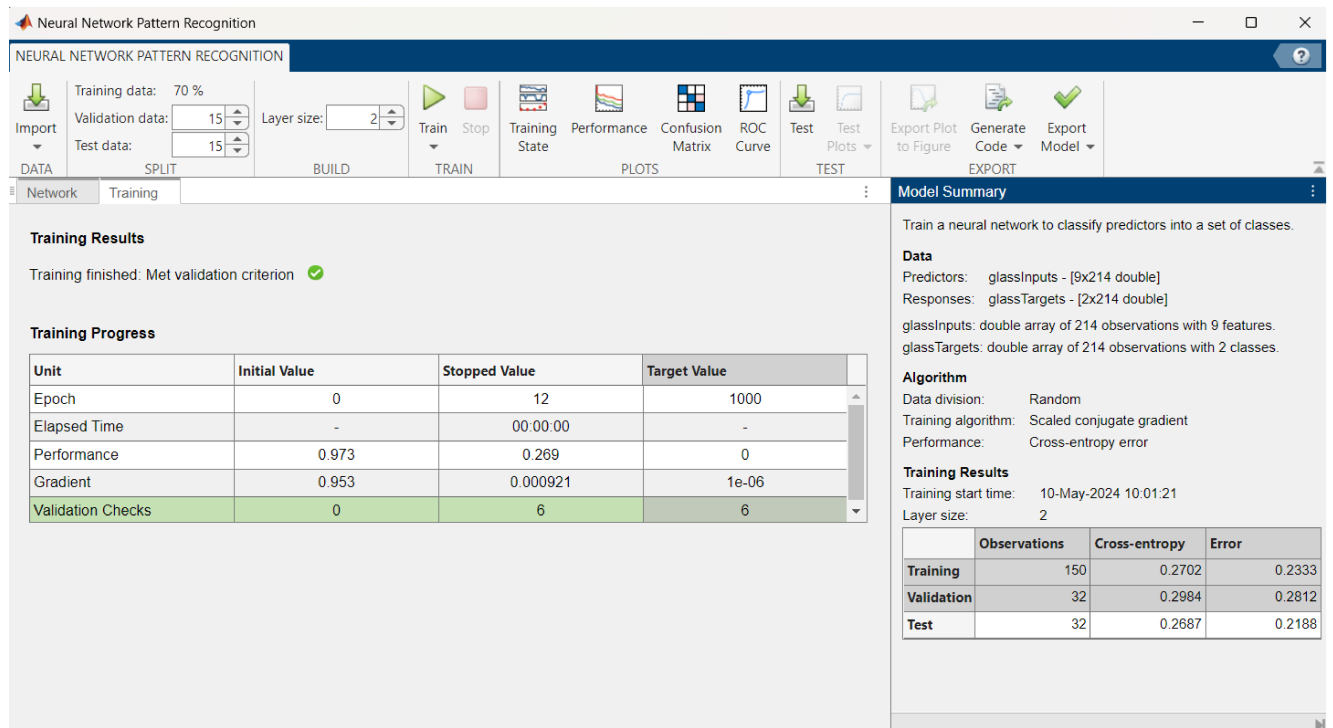 Neural Network Pattern Recognition
NEURAL NETWORK PATTERN RECOGNITION
?
Import
DATA
Training data: 70 %
Validation data: 15
Test data: 15
SPLIT
Layer size: 2
BUILD
Train
Stop
TRAIN
Training State
Performance
Confusion Matrix
ROC Curve
PLOTS
Test
Test Plots
TEST
Export Plot to Figure
Generate Code
Export Model
EXPORT
Network
Training
Training Results
Training finished: Met validation criterion
Training Progress
Unit Initial Value Stopped Value Target Value
Epoch 0 12 1000
Elapsed Time - 00:00:00 -
Performance 0.973 0.269 0
Gradient 0.953 0.000921 1e-06
Validation Checks 0 6 6
Model Summary
Train a neural network to classify predictors into a set of classes.
Data
Predictors: glassInputs - [9x214 double]
Responses: glassTargets - [2x214 double]
glassInputs: double array of 214 observations with 9 features.
glassTargets: double array of 214 observations with 2 classes.
Algorithm
Data division: Random
Training algorithm: Scaled conjugate gradient
Performance: Cross-entropy error
Training Results
Training start time: 10-May-2024 10:01:21
Layer size: 2
Observations Cross-entropy Error
Training 150 0.2702 0.2333
Validation 32 0.2984 0.2812
Test 32 0.2687 0.2188